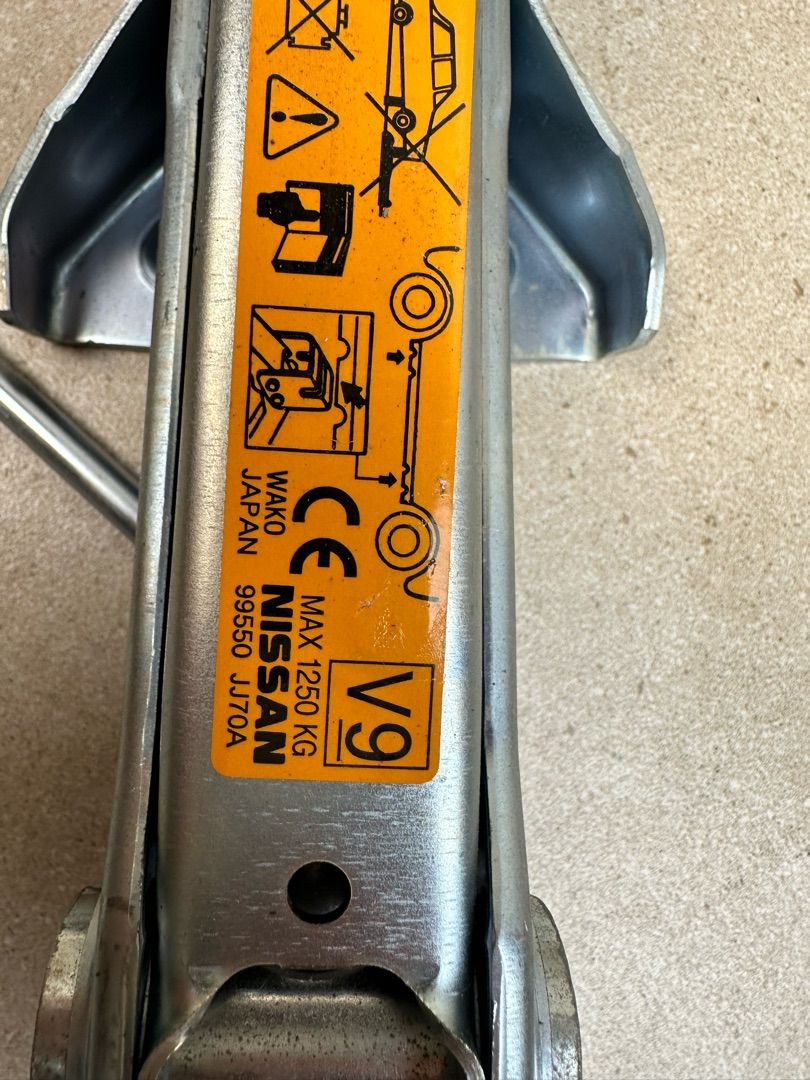 V9
CE
MAX 1250 KG
WAKO
JAPAN
NISSAN
99550 JJ70A